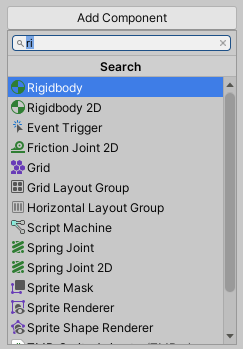 Add Component
ri
Search
Rigidbody
Rigidbody 2D
Event Trigger
Friction Joint 2D
Grid
Grid Layout Group
Horizontal Layout Group
Script Machine
Spring Joint
Spring Joint 2D
Sprite Mask
Sprite Renderer
Sprite Shape Renderer